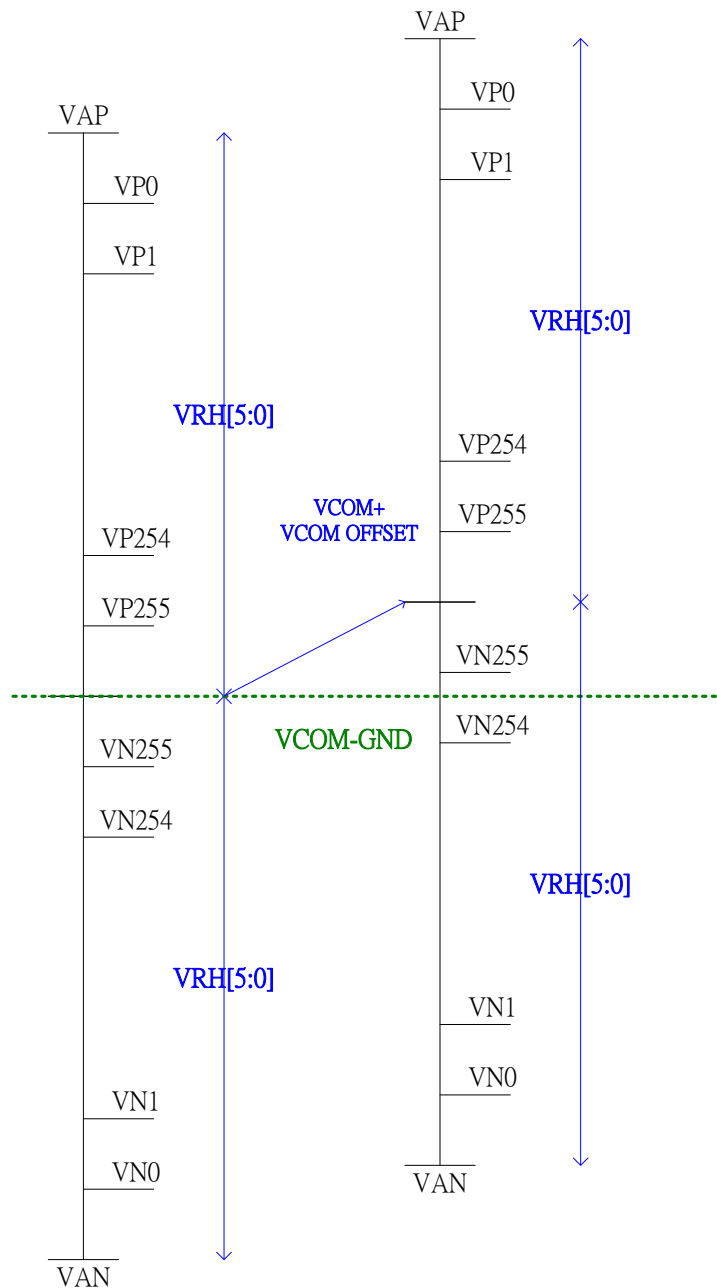 VAP
VP0
VP1
VRH[5:0]
VP254
VP255
VN255
VN254
VRH[5:0]
VN1
VN0
VAN
VCOM+
VCOM OFFSET
VCOM-GND
VAP
VP0
VP1
VRH[5:0]
VP254
VP255
VN255
VN254
VRH[5:0]
VN1
VN0
VAN